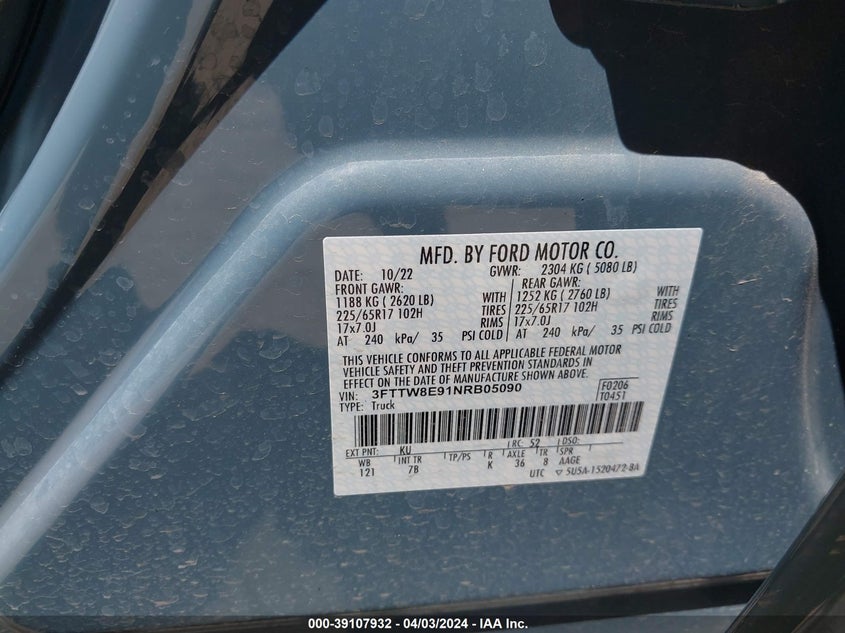 MFD. BY FORD MOTOR CO.
DATE: 10/22 GVWR: 2304 KG ( 5080 LB)
FRONT GAWR: REAR GAWR:
1188 KG ( 2620 LB) WITH 1252 KG ( 2760 LB) WITH
225/65R17 102H TIRES 225/65R17 102H TIRES
17x7.0J RIMS 17x7.0J RIMS
AT 240 kPa/ 35 PSI COLD AT 240 kPa/ 35 PSI COLD
THIS VEHICLE CONFORMS TO ALL APPLICABLE FEDERAL MOTOR
VEHICLE SAFETY AND THEFT PREVENTION STANDARDS IN
EFFECT ON THE DATE OF MANUFACTURE SHOWN ABOVE.
VIN: 3FTTW8E91NRB05090 F0206
TYPE: Truck T0451
EXT PNT: KU RC: 52 DSO:
WB INT TR TP/PS R AXLE TR SPR
121 7B K 36 8 AAGE
UTC ▽ 5U5A-1520472-BA
000-39107932 - 04/03/2024 - IAA Inc.